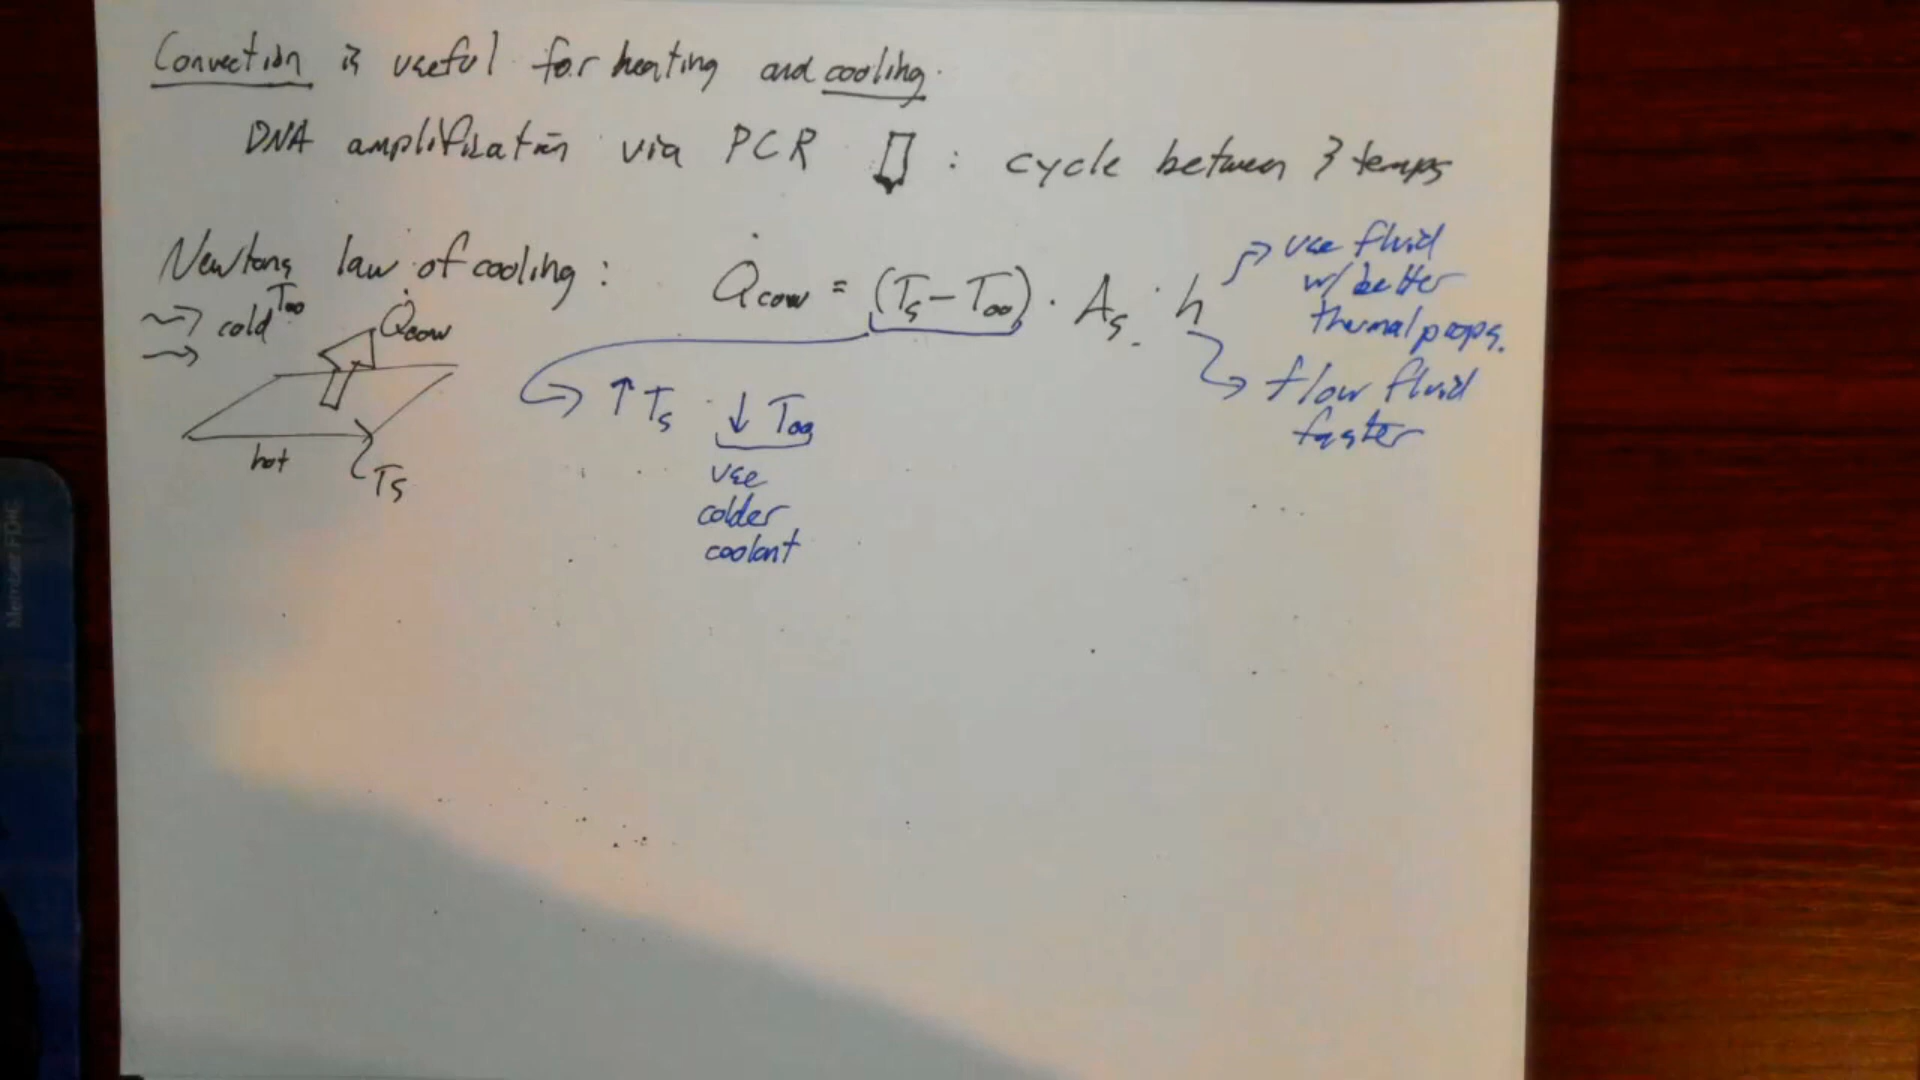 Convection is useful for heating and cooling.
DNA amplification via PCR : cycle between 3 temps
Newtons law of cooling : Q̇conv = (Ts - T∞) · As · h
use fluid
w/ better
thermal props.
flow fluid
faster
cold T∞
Q̇conv
hot
Ts
↑ Ts ↓ T∞
use
colder
coolant
Member FDIC